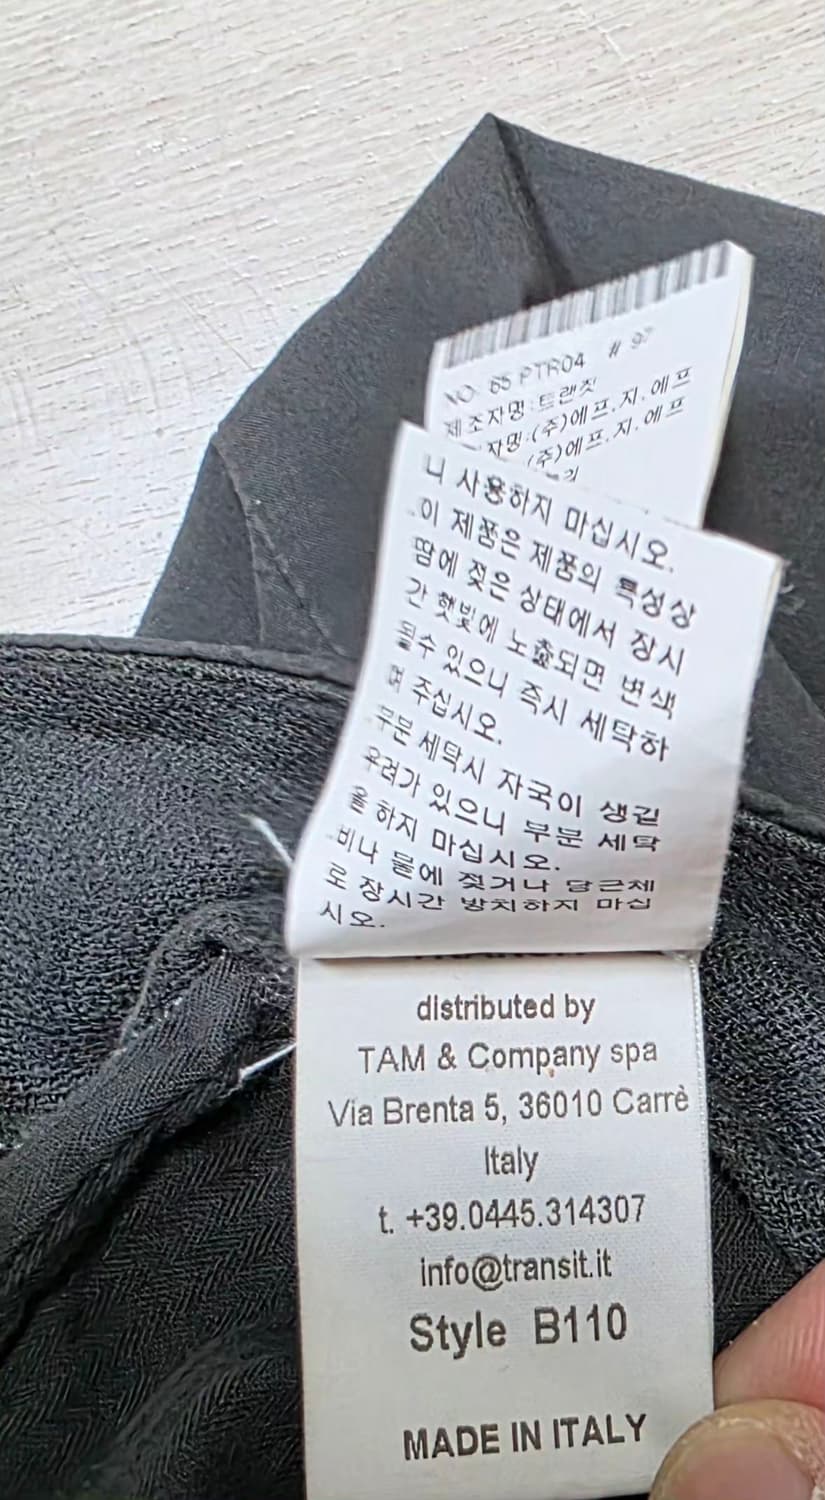 NO: 65 PTR04 # 97
제조자명:트랜짓
자명:(주)에프.지.에프
(주)에프.지.에프
니 사용하지 마십시오.
이 제품은 제품의 특성상
땀에 젖은 상태에서 장시
간 햇빛에 노출되면 변색
될수 있으니 즉시 세탁하
여 주십시오.
부분 세탁시 자국이 생길
우려가 있으니 부분 세탁
을 하지 마십시오.
비나 물에 젖거나 담근체
로 장시간 방치하지 마십
시오.
distributed by
TAM & Company spa
Via Brenta 5, 36010 Carrè
Italy
t. +39.0445.314307
info@transit.it
Style B110
MADE IN ITALY